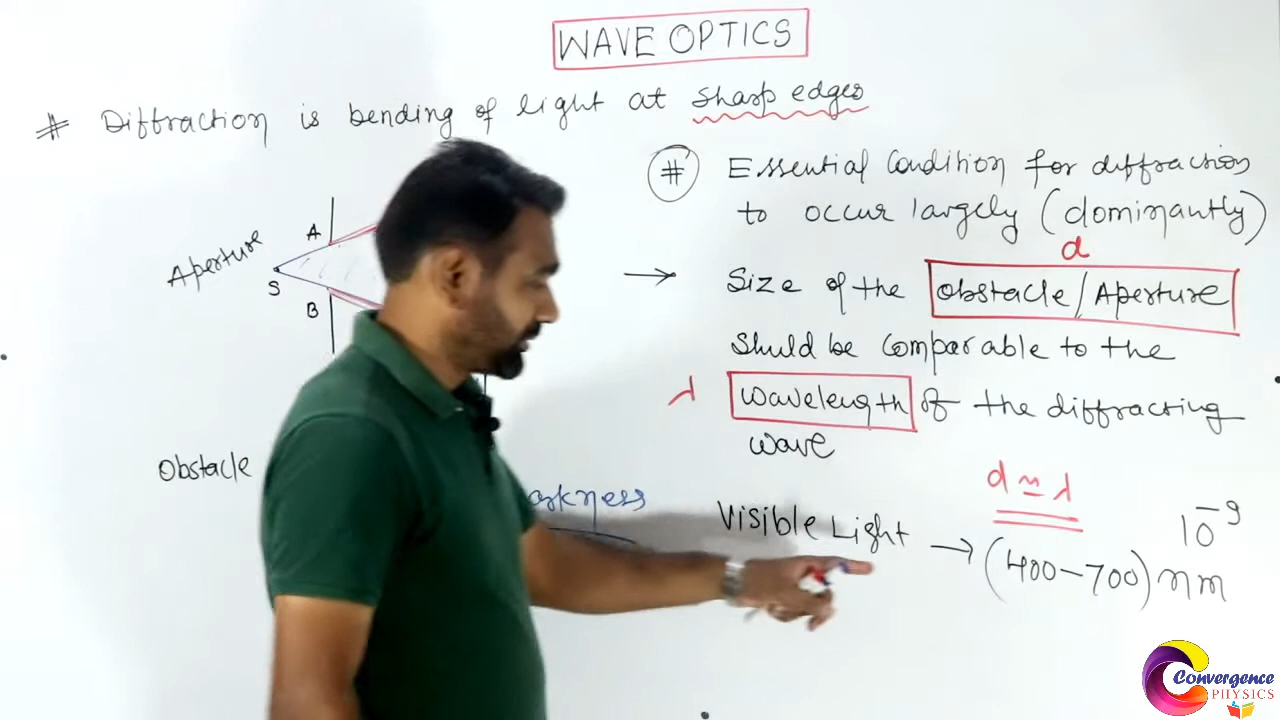 WAVE OPTICS
# Diffraction is bending of light at sharp edges
# Essential Condition for diffraction
to occur largely (dominantly)
d
→ Size of the Obstacle/Aperture
Shuld be comparable to the
λ wavelength of the diffracting
wave
d ≃ λ
Visible Light → (400-700) nm
10⁻⁹
Aperture
A
S
B
Obstacle
Convergence
PHYSICS